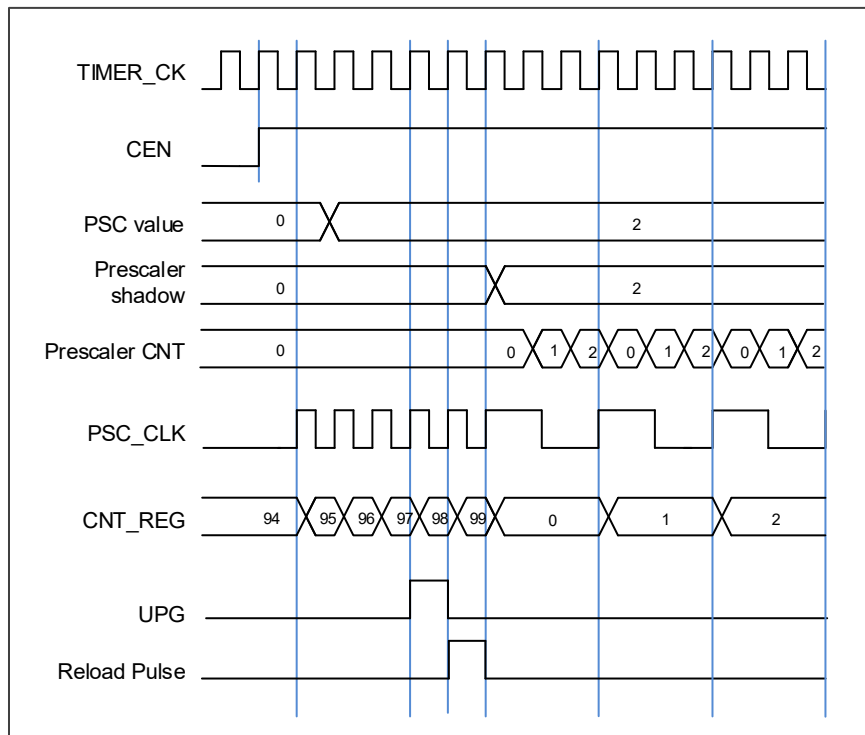 TIMER_CK
CEN
PSC value 0 2
Prescaler
shadow 0 2
Prescaler CNT 0 0 1 2 0 1 2 0 1 2
PSC_CLK
CNT_REG 94 95 96 97 98 99 0 1 2
UPG
Reload Pulse